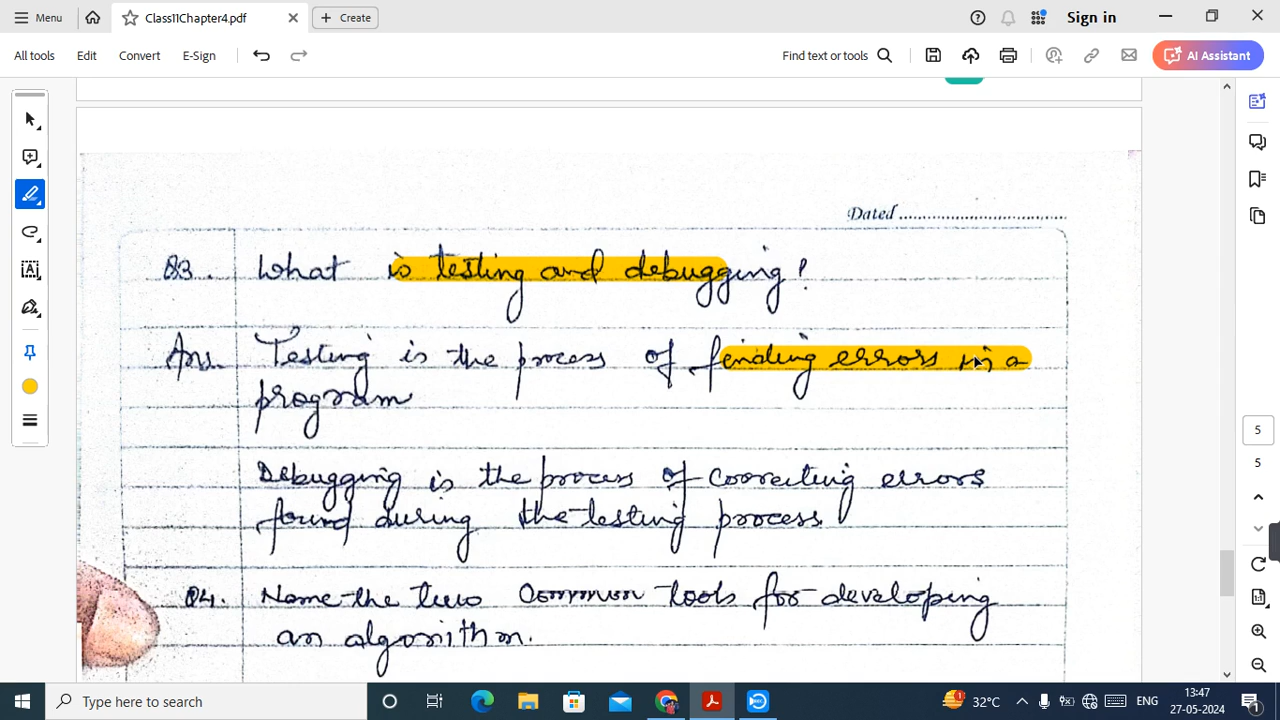 Menu
Class11Chapter4.pdf
Create
Sign in
All tools
Edit
Convert
E-Sign
Find text or tools
AI Assistant
Dated
Q3. What is testing and debugging?
Ans. Testing is the process of finding errors in a
program
Debugging is the process of correcting errors
found during the testing process.
Q4. Name the two common tools for developing
an algorithm.
5
5
Type here to search
1
32°C
ENG
13:47
27-05-2024
1